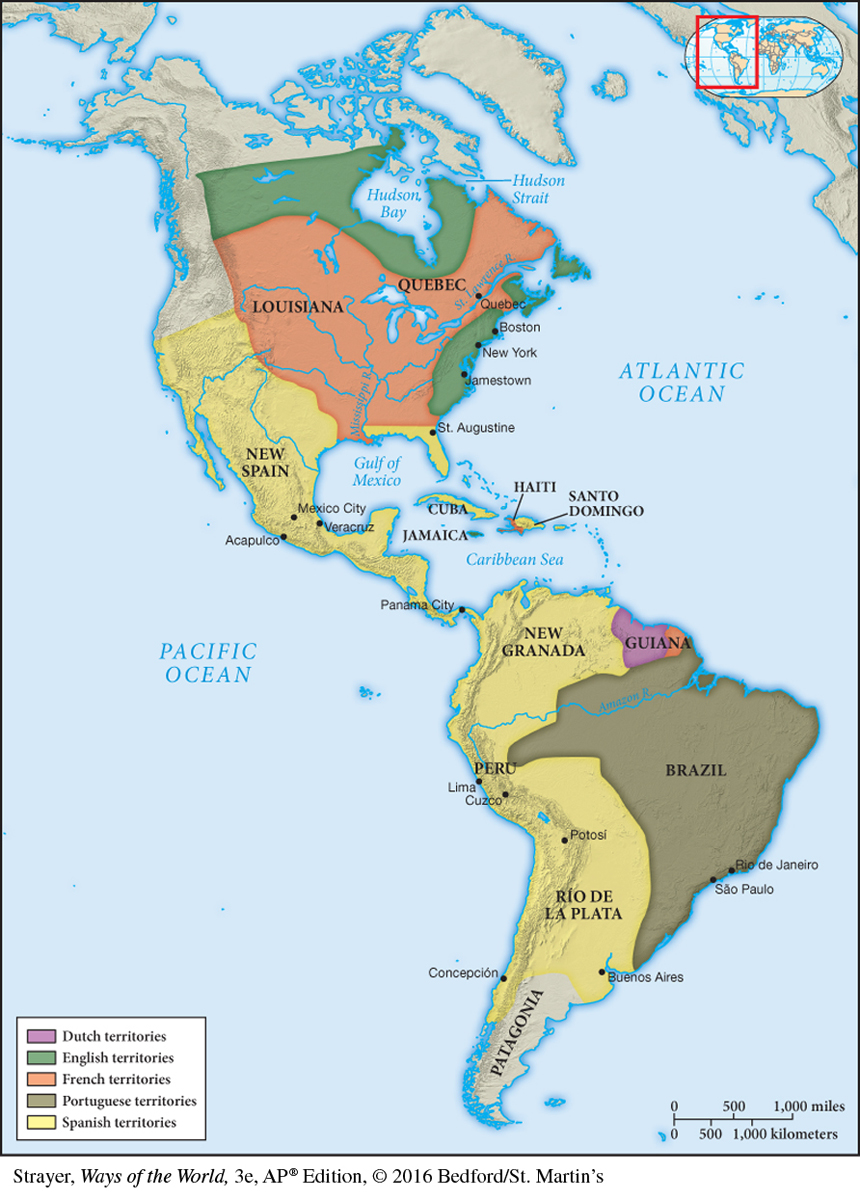 Hudson
Bay
Hudson
Strait
QUEBEC
St. Lawrence R.
Quebec
LOUISIANA
Boston
New York
Mississippi R.
Jamestown
ATLANTIC
OCEAN
St. Augustine
NEW
SPAIN
Gulf of
Mexico
HAITI
SANTO
DOMINGO
Mexico City
CUBA
Veracruz
JAMAICA
Acapulco
Caribbean Sea
Panama City
PACIFIC
OCEAN
NEW
GRANADA
GUIANA
Amazon R.
PERU
BRAZIL
Lima
Cuzco
Potosí
Rio de Janeiro
São Paulo
RÍO DE
LA PLATA
Concepción
Buenos Aires
PATAGONIA
Dutch territories
English territories
French territories
Portuguese territories
Spanish territories
0 500 1,000 miles
0 500 1,000 kilometers
Strayer, Ways of the World, 3e, AP® Edition, © 2016 Bedford/St. Martin’s